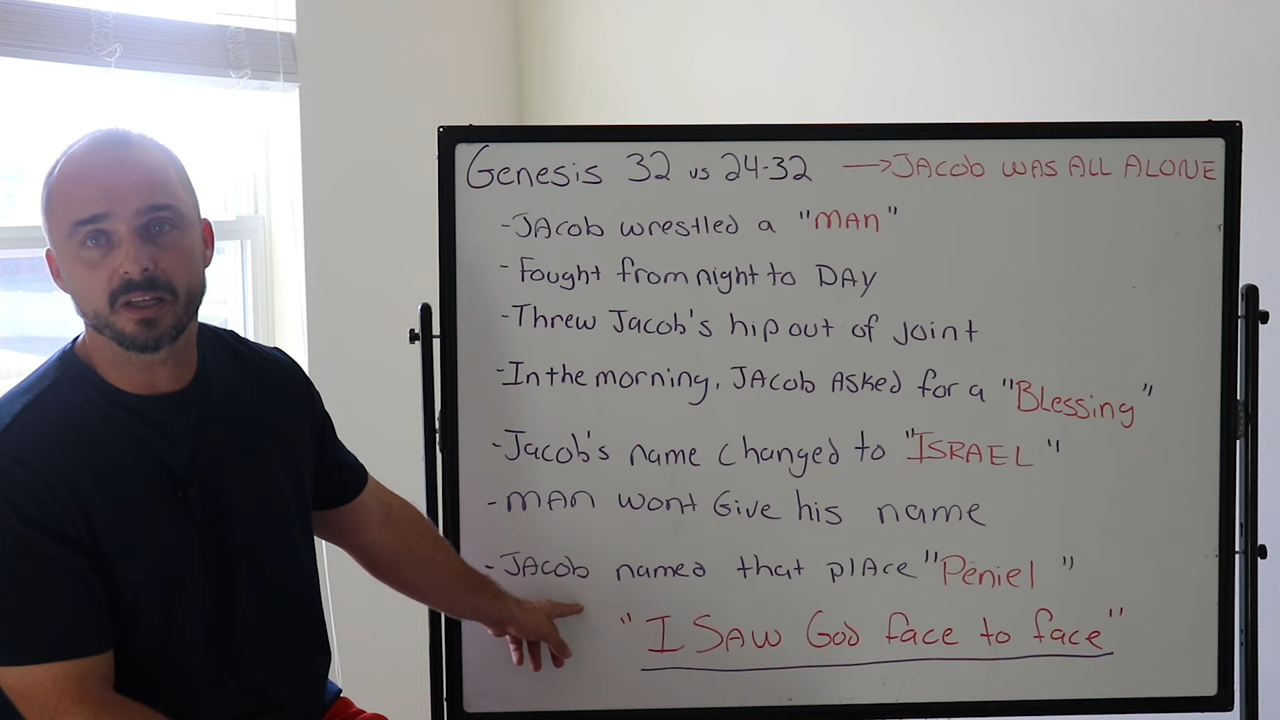 Genesis 32 vs 24-32 → JACOB WAS ALL ALONE
- JACOB wrestled a "MAN"
- Fought from night to DAY
- Threw Jacob's hip out of joint
- In the morning, JACOB ASKED for a "Blessing"
- Jacob's name changed to "ISRAEL"
- MAN wont Give his name
- JACOB named that plAce "Peniel"
"I SAW God face to face"